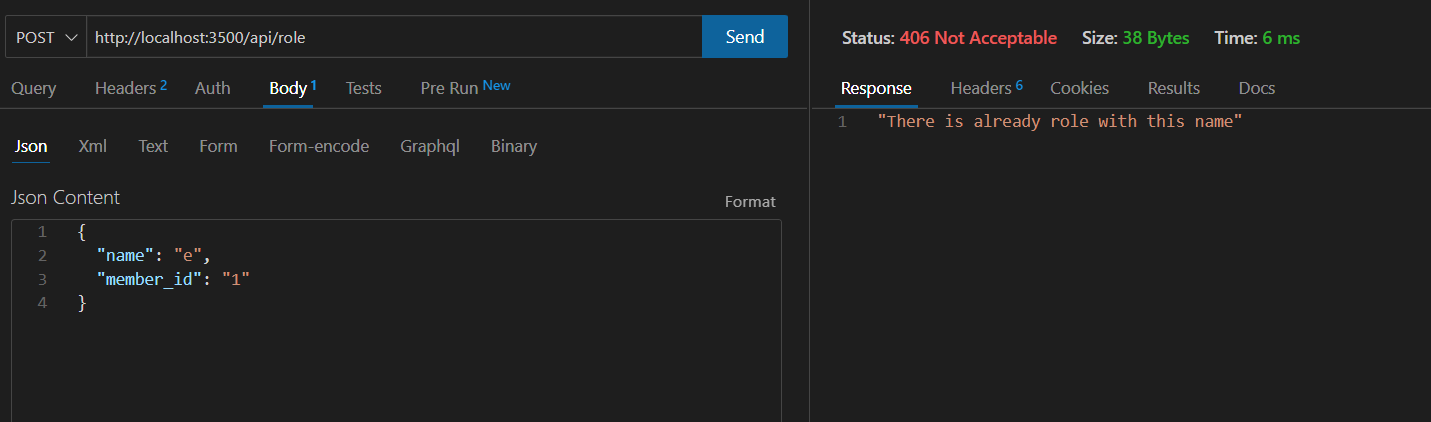 POST http://localhost:3500/api/role Send
Query Headers 2 Auth Body 1 Tests Pre Run New
Json Xml Text Form Form-encode Graphql Binary
Json Content
Format
1 {
2 "name": "e",
3 "member_id": "1"
4 }
Status: 406 Not Acceptable Size: 38 Bytes Time: 6 ms
Response Headers 6 Cookies Results Docs
1 "There is already role with this name"